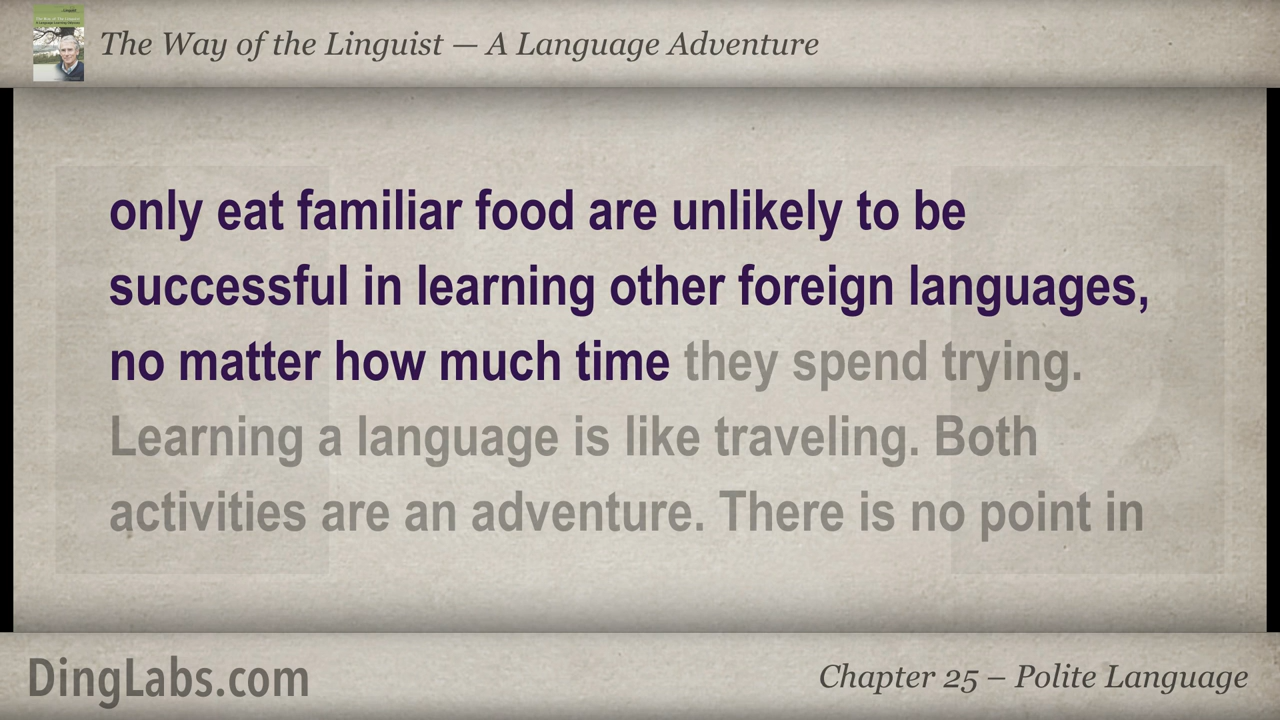 The Way of the Linguist — A Language Adventure
only eat familiar food are unlikely to be
successful in learning other foreign languages,
no matter how much time they spend trying.
Learning a language is like traveling. Both
activities are an adventure. There is no point in
DingLabs.com
Chapter 25 – Polite Language